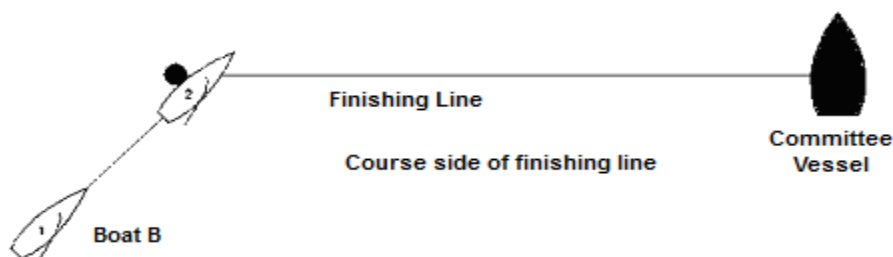 2
Finishing Line
Committee
Vessel
Course side of finishing line
1
Boat B